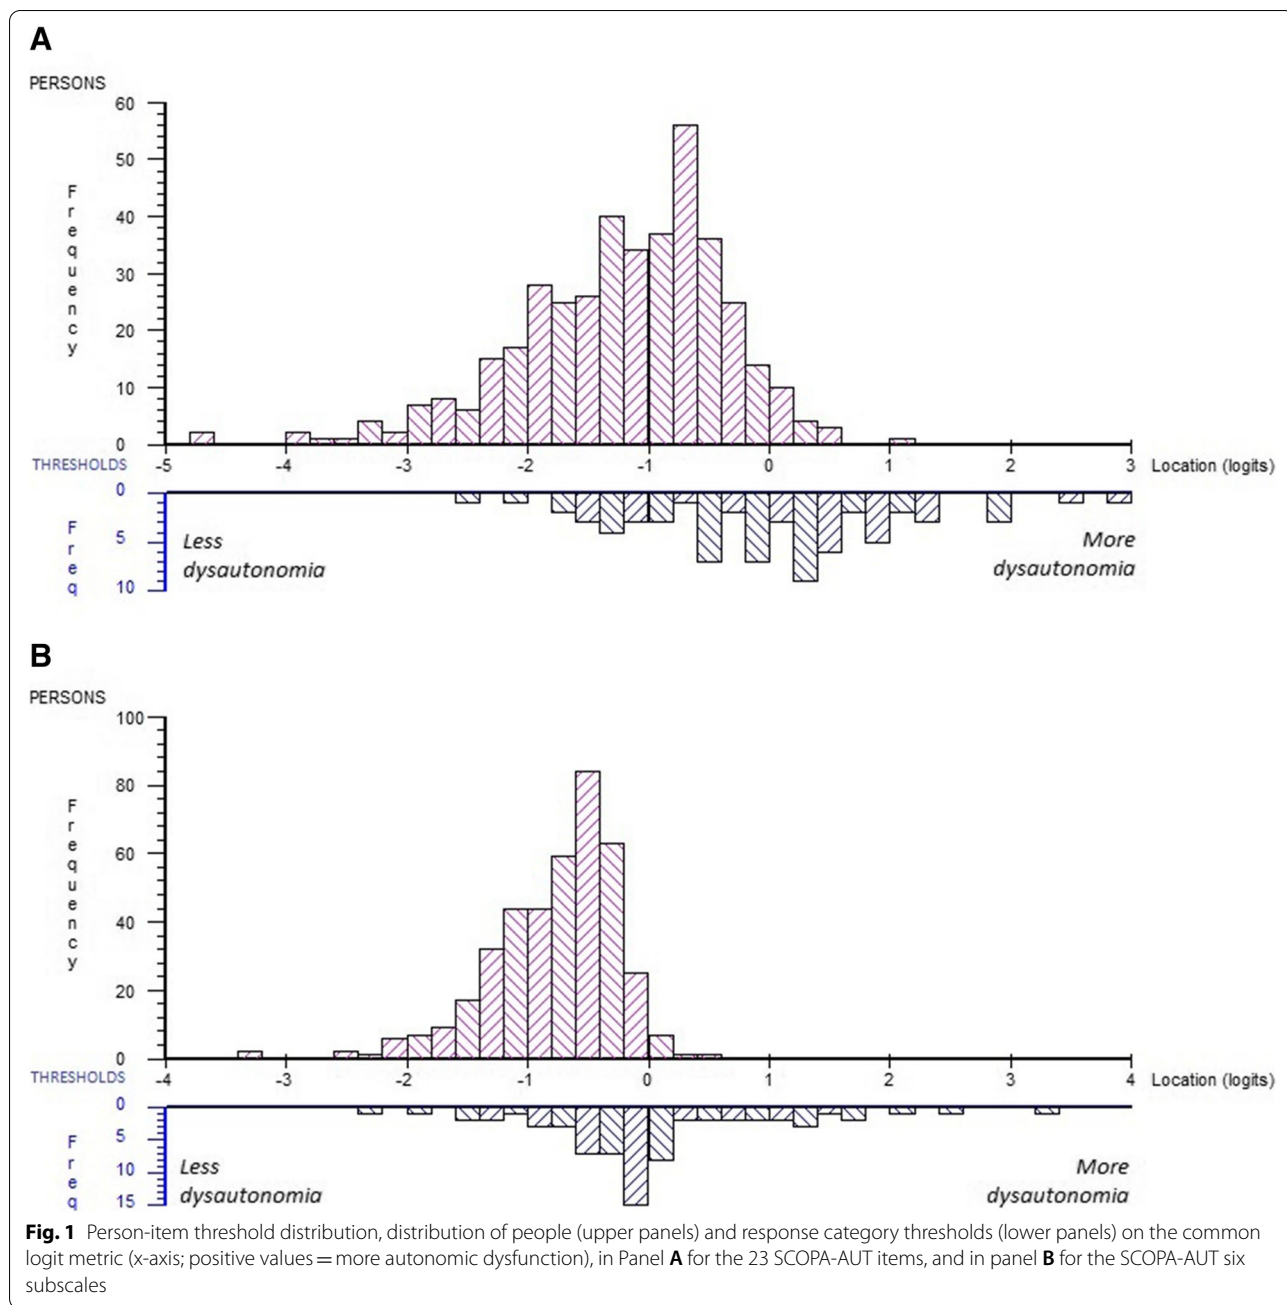 A
PERSONS
60
50
40
30
20
10
0
Frequency
-5 -4 -3 -2 -1 0 1 2 3 Location (logits)
THRESHOLDS
0
5
10
Freq
Less
dysautonomia
More
dysautonomia
B
PERSONS
100
80
60
40
20
0
Frequency
-4 -3 -2 -1 0 1 2 3 4 Location (logits)
THRESHOLDS
0
5
10
15
Freq
Less
dysautonomia
More
dysautonomia
Fig. 1 Person-item threshold distribution, distribution of people (upper panels) and response category thresholds (lower panels) on the common
logit metric (x-axis; positive values = more autonomic dysfunction), in Panel A for the 23 SCOPA-AUT items, and in panel B for the SCOPA-AUT six
subscales